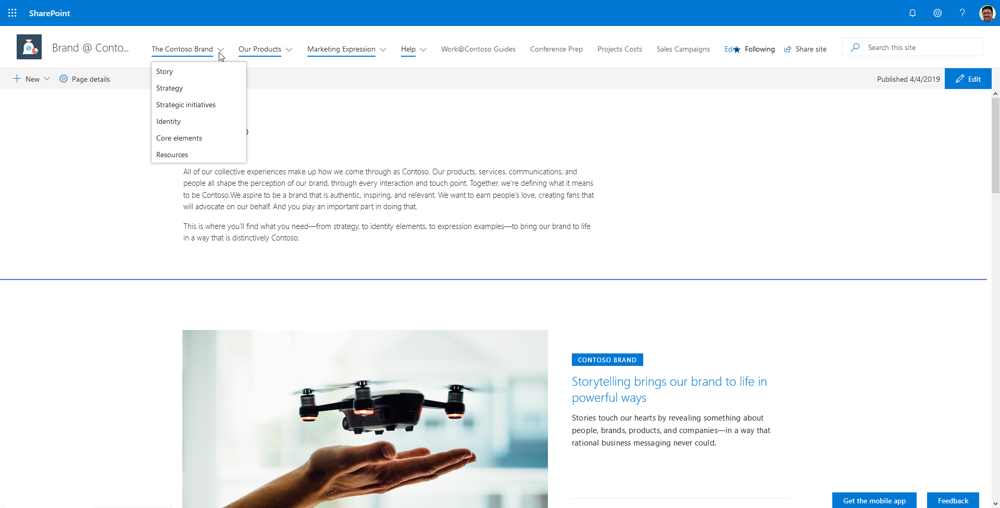 SharePoint
Brand @ Conto...
The Contoso Brand
Our Products
Marketing Expression
Help
Work@Contoso Guides
Conference Prep
Projects Costs
Sales Campaigns
Edit
Following
Share site
Search this site
New
Page details
Published 4/4/2019
Edit
Story
Strategy
Strategic initiatives
Identity
Core elements
Resources
All of our collective experiences make up how we come through as Contoso. Our products, services, communications, and
people all shape the perception of our brand, through every interaction and touch point. Together, we’re defining what it means
to be Contoso.We aspire to be a brand that is authentic, inspiring, and relevant. We want to earn people’s love, creating fans that
will advocate on our behalf. And you play an important part in doing that.
This is where you’ll find what you need—from strategy, to identity elements, to expression examples—to bring our brand to life
in a way that is distinctively Contoso.
CONTOSO BRAND
Storytelling brings our brand to life in
powerful ways
Stories touch our hearts by revealing something about
people, brands, products, and companies—in a way that
rational business messaging never could.
Get the mobile app
Feedback